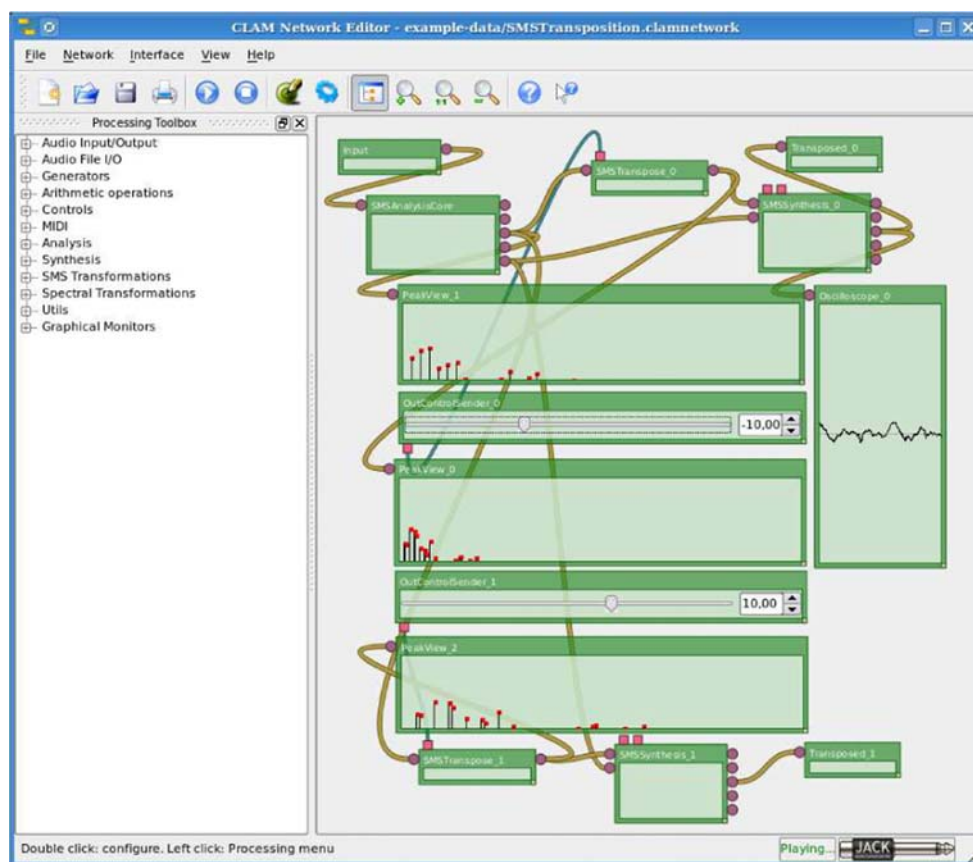 CLAM Network Editor - example-data/SMSTransposition.clamnetwork
File Network Interface View Help
Processing Toolbox
Audio Input/Output
Audio File I/O
Generators
Arithmetic operations
Controls
MIDI
Analysis
Synthesis
SMS Transformations
Spectral Transformations
Utils
Graphical Monitors
Input
SMSTranspose_0
Transposed_0
SMSAnalysisCore
SMSSynthesis_0
PeakView_1
Oscilloscope_0
OutControlSender_0
-10,00
PeakView_0
OutControlSender_1
10,00
PeakView_2
SMSTranspose_1
SMSSynthesis_1
Transposed_1
Double click: configure. Left click: Processing menu
Playing...
JACK